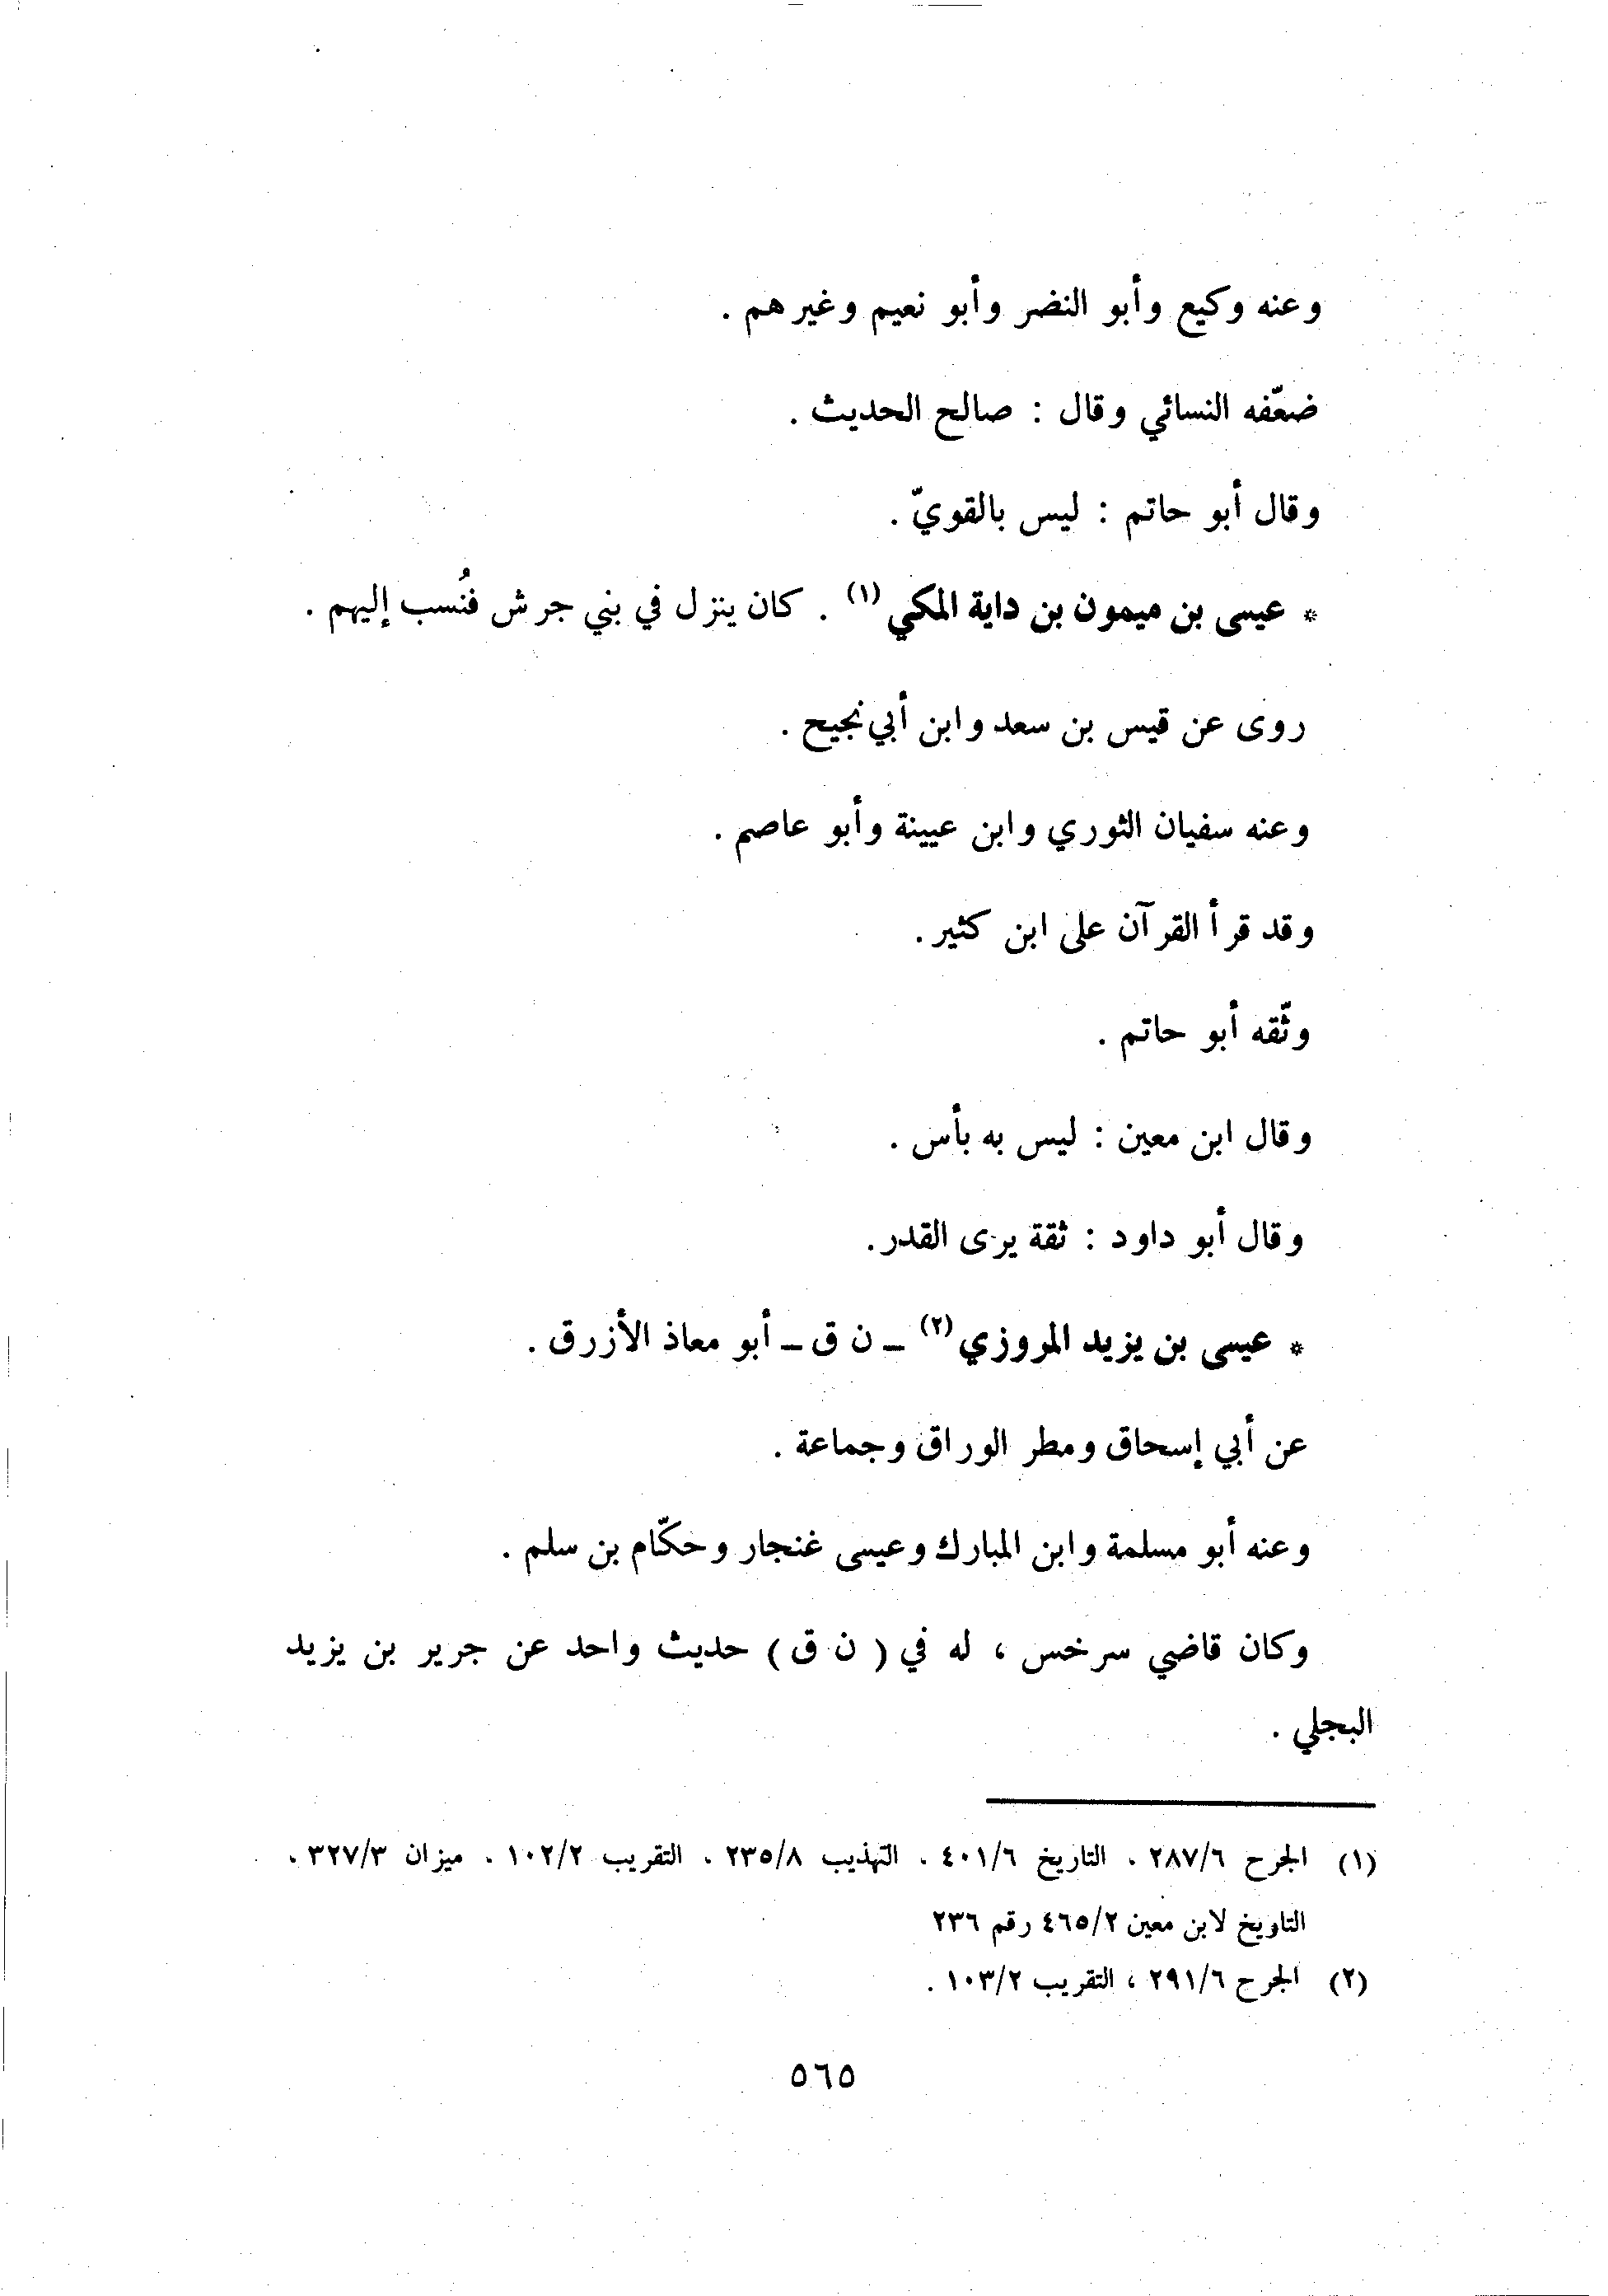 وعنه وكيع وأبو النضر وأبو نعيم وغيرهم .
ضعّفه النسائي وقال : صالح الحديث .
وقال أبو حاتم : ليس بالقويّ .
* عيسى بن ميمون بن داية المكي (١) . كان ينزل في بني جرش فنُسب إليهم .
روى عن قيس بن سعد وابن أبي نجيح .
وعنه سفيان الثوري وابن عيينة وأبو عاصم .
وقد قرأ القرآن على ابن كثير .
وثّقه أبو حاتم .
وقال ابن معين : ليس به بأس .
وقال أبو داود : ثقة يرى القدر .
* عيسى بن يزيد المروزي (٢) ـ ن ق ـ أبو معاذ الأزرق .
عن أبي إسحاق ومطر الوراق وجماعة .
وعنه أبو مسلمة وابن المبارك وعيسى غنجار وحكّام بن سلم .
وكان قاضي سرخس ، له في ( ن ق ) حديث واحد عن جرير بن يزيد
البجلي .
(١) الجرح ٢٨٧/٦ . التاريخ ٤٠١/٦ . التهذيب ٢٣٥/٨ . التقريب ١٠٢/٢ . ميزان ٣٢٧/٣ .
التاريخ لابن معين ٤٦٥/٢ رقم ٢٣٦
(٢) الجرح ٢٩١/٦ ، التقريب ١٠٣/٢ .
٥٦٥